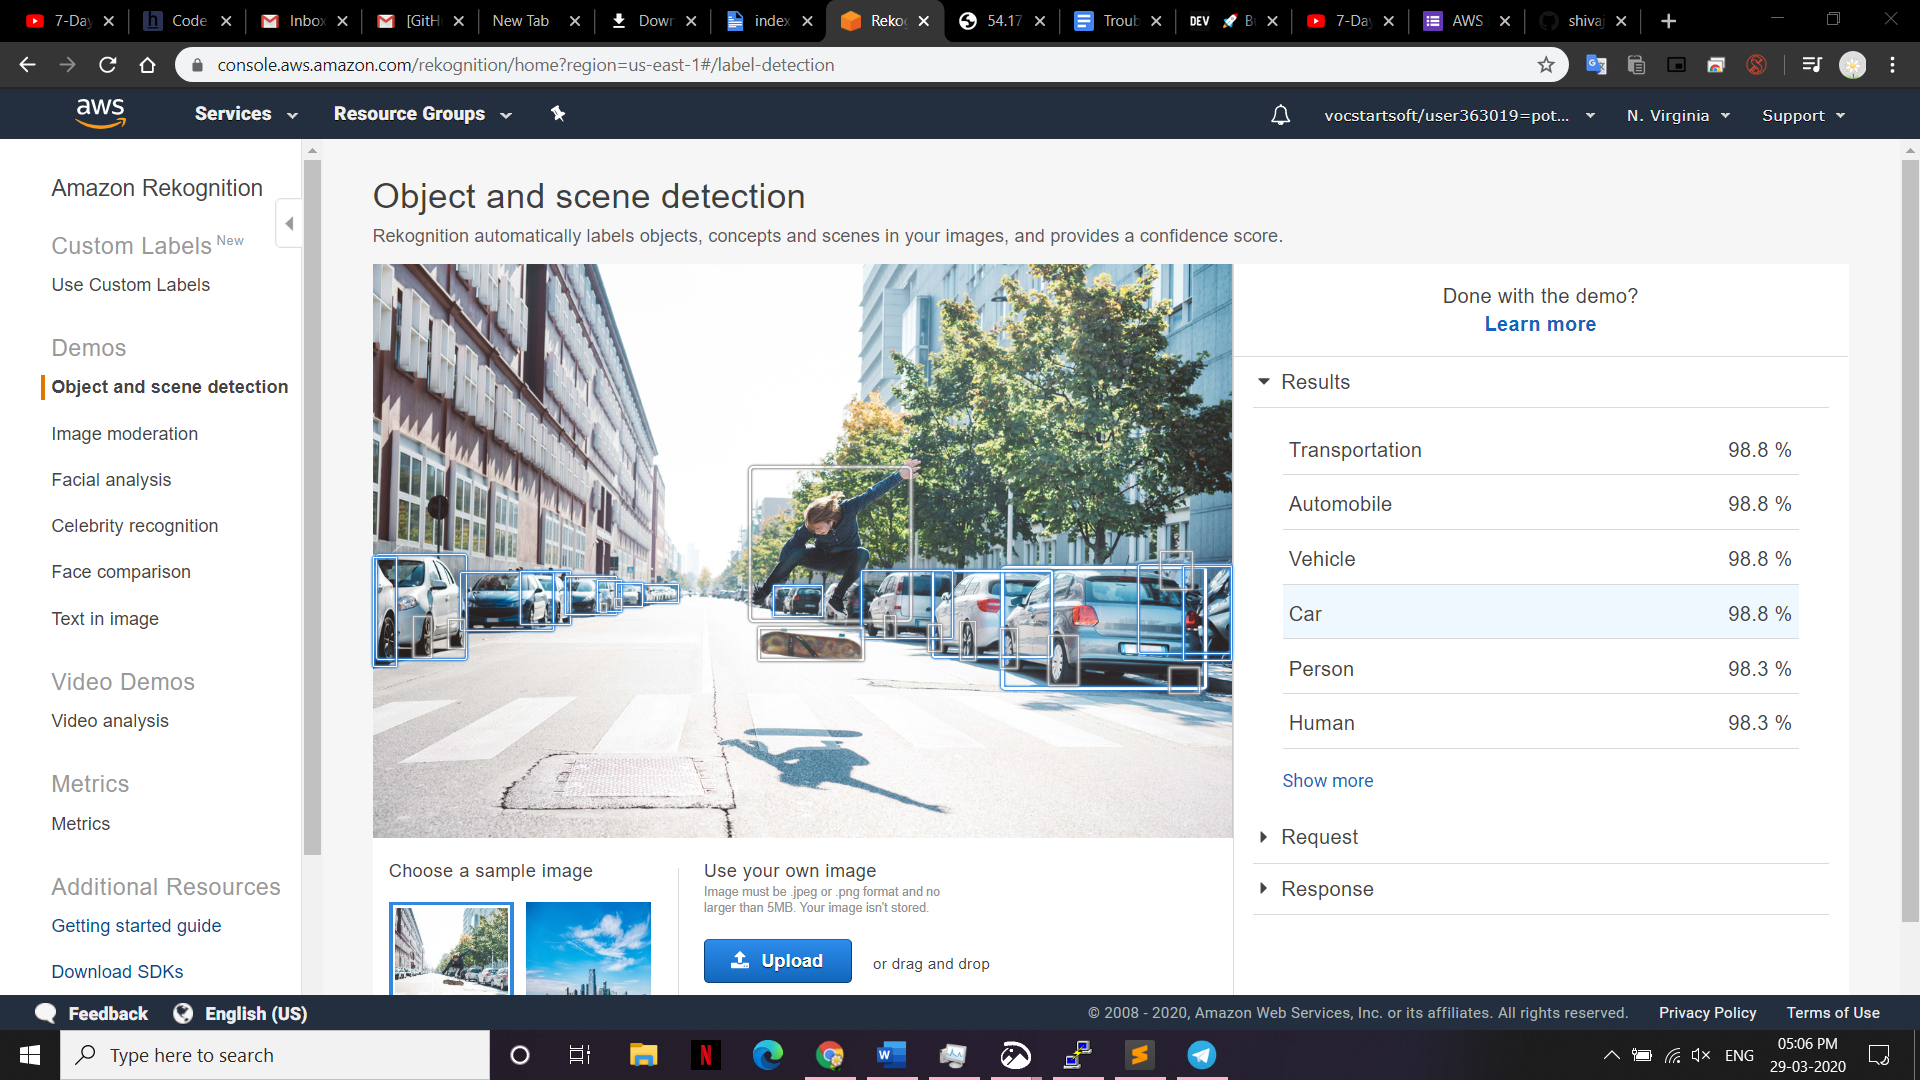 7-Day
Code
Inbox
[GitH
New Tab
Down
index
Rekog
54.17
Troub
DEV
Bu
7-Day
AWS
shivaj
console.aws.amazon.com/rekognition/home?region=us-east-1#/label-detection
aws
Services
Resource Groups
vocstartsoft/user363019=pot...
N. Virginia
Support
Amazon Rekognition
Custom Labels New
Use Custom Labels
Demos
Object and scene detection
Image moderation
Facial analysis
Celebrity recognition
Face comparison
Text in image
Video Demos
Video analysis
Metrics
Metrics
Additional Resources
Getting started guide
Download SDKs
Object and scene detection
Rekognition automatically labels objects, concepts and scenes in your images, and provides a confidence score.
Done with the demo?
Learn more
Results
Transportation 98.8 %
Automobile 98.8 %
Vehicle 98.8 %
Car 98.8 %
Person 98.3 %
Human 98.3 %
Show more
Request
Response
Choose a sample image
Use your own image
Image must be .jpeg or .png format and no
larger than 5MB. Your image isn't stored.
Upload
or drag and drop
Feedback
English (US)
© 2008 - 2020, Amazon Web Services, Inc. or its affiliates. All rights reserved.
Privacy Policy
Terms of Use
Type here to search
ENG
05:06 PM
29-03-2020